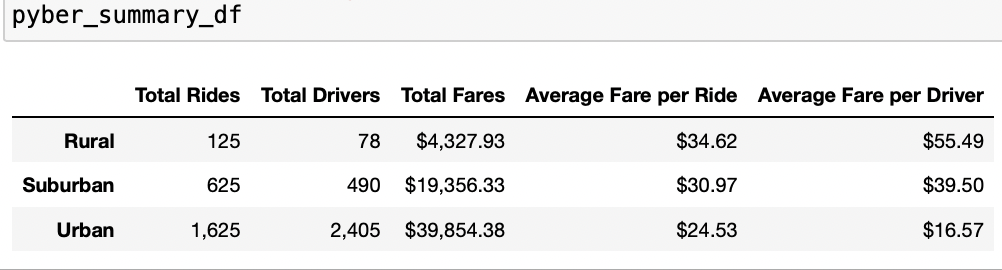 pyber_summary_df
Total Rides Total Drivers Total Fares Average Fare per Ride Average Fare per Driver
Rural 125 78 $4,327.93 $34.62 $55.49
Suburban 625 490 $19,356.33 $30.97 $39.50
Urban 1,625 2,405 $39,854.38 $24.53 $16.57